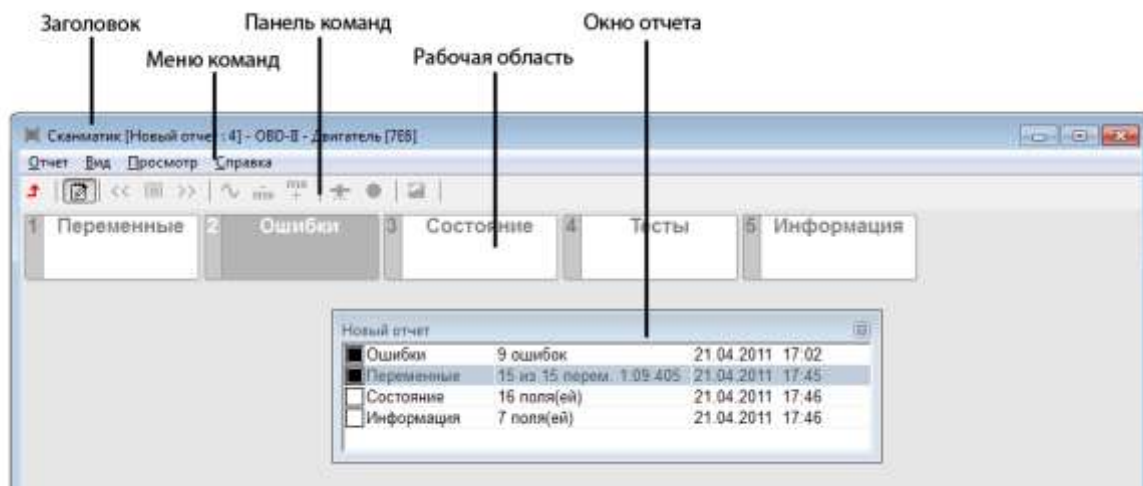 Заголовок
Панель команд
Окно отчета
Меню команд
Рабочая область
Сканматик [Новый отчет: 4] - OBD-II - Двигатель [7E8]
Отчет Вид Просмотр Справка
<< >>
1 Переменные 2 Ошибки 3 Состояние 4 Тесты 5 Информация
Новый отчет
Ошибки 9 ошибок 21.04.2011 17:02
Переменные 15 из 15 перем. 1:09.405 21.04.2011 17:45
Состояние 16 поля(ей) 21.04.2011 17:46
Информация 7 поля(ей) 21.04.2011 17:46